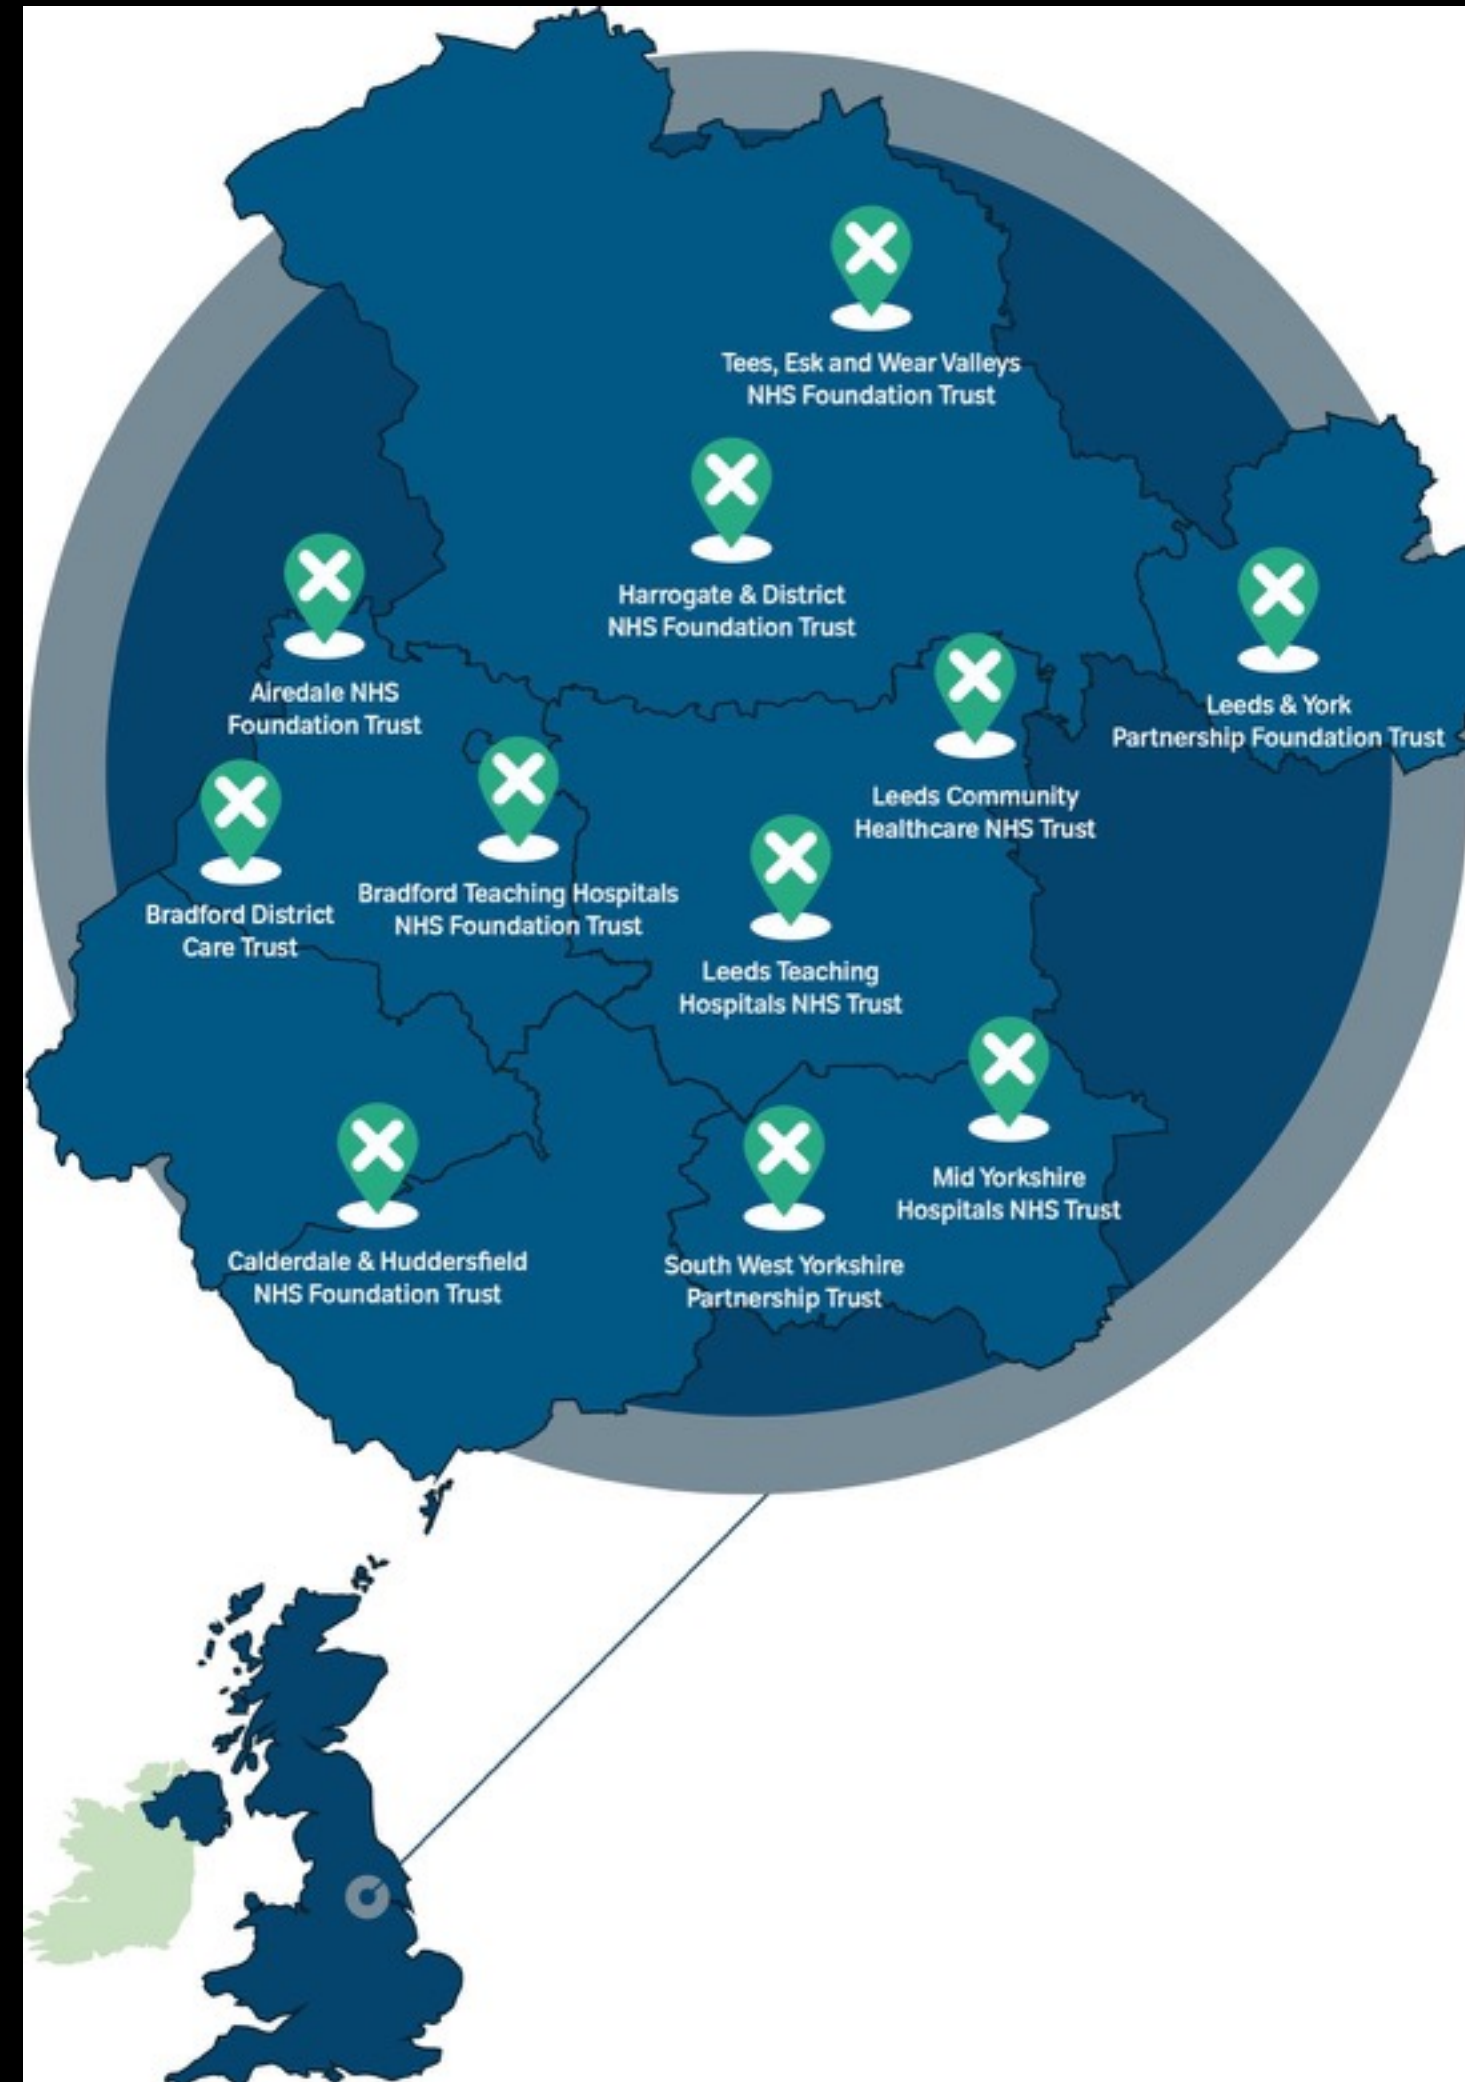 Tees, Esk and Wear Valleys
NHS Foundation Trust
Harrogate & District
NHS Foundation Trust
Airedale NHS
Foundation Trust
Leeds & York
Partnership Foundation Trust
Leeds Community
Healthcare NHS Trust
Bradford Teaching Hospitals
NHS Foundation Trust
Bradford District
Care Trust
Leeds Teaching
Hospitals NHS Trust
Mid Yorkshire
Hospitals NHS Trust
Calderdale & Huddersfield
NHS Foundation Trust
South West Yorkshire
Partnership Trust